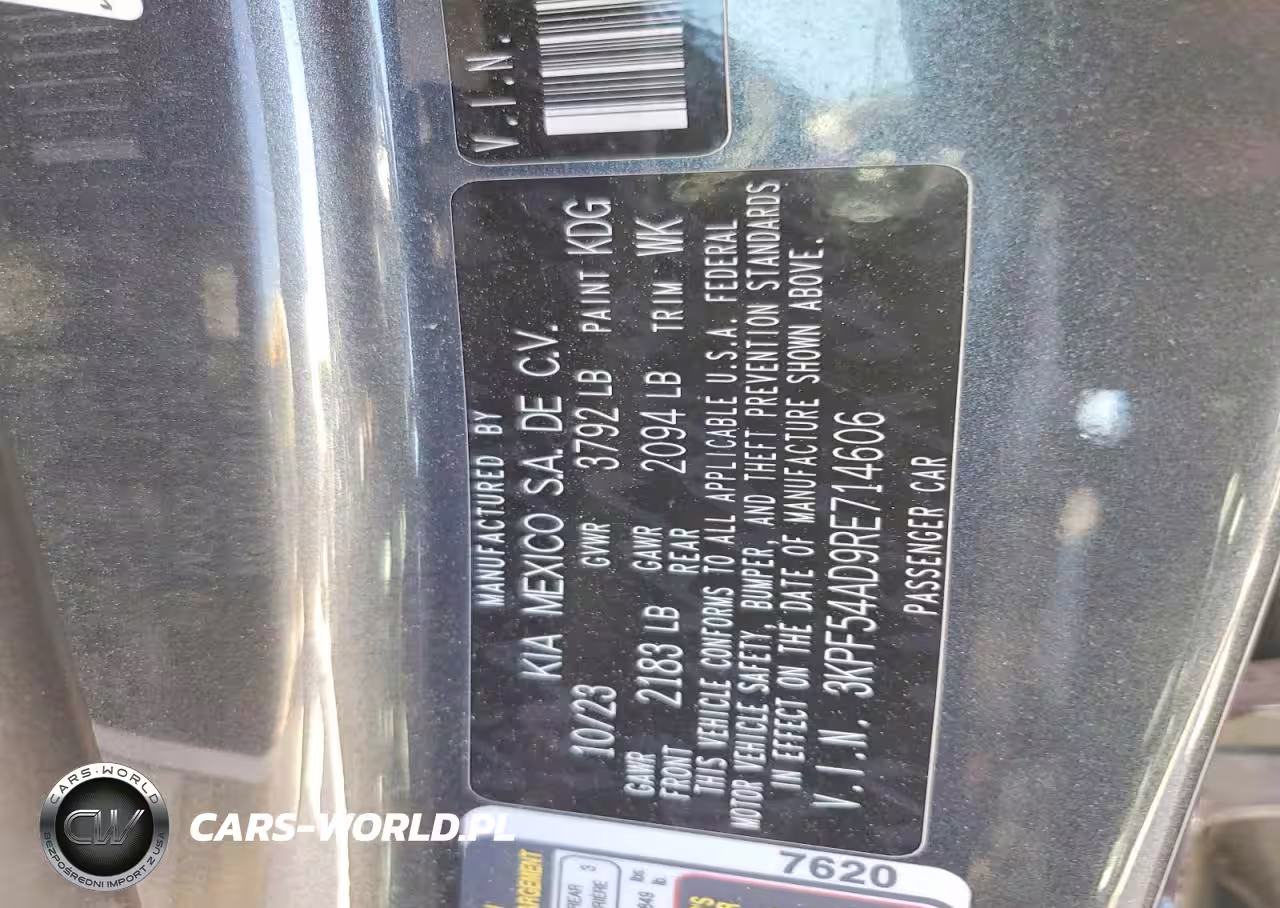 V.I.N.
MANUFACTURED BY
KIA MEXICO S.A. DE C.V.
10/23 GVWR 3792 LB PAINT KDG
GAWR FRONT 2183 LB GAWR REAR 2094 LB TRIM WK
THIS VEHICLE CONFORMS TO ALL APPLICABLE U.S.A. FEDERAL
MOTOR VEHICLE SAFETY, BUMPER, AND THEFT PREVENTION STANDARDS
IN EFFECT ON THE DATE OF MANUFACTURE SHOWN ABOVE.
V.I.N. 3KPF54AD9RE714606
PASSENGER CAR
7620
REAR 3
lb.
CARS-WORLD
CW
BEZPOŚREDNI IMPORT Z USA
CARS-WORLD.PL